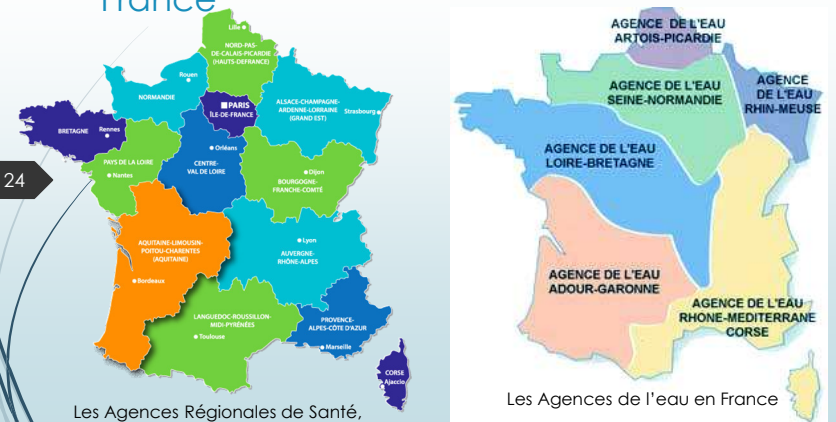 France
Lille
NORD-PAS-
DE-CALAIS-PICARDIE
(HAUTS-DEFRANCE)
Rouen
NORMANDIE
PARIS
ÎLE-DE-FRANCE
ALSACE-CHAMPAGNE-
ARDENNE-LORRAINE
(GRAND EST)
Strasbourg
BRETAGNE
Rennes
PAYS DE LA LOIRE
Nantes
Orléans
CENTRE-
VAL DE LOIRE
Dijon
BOURGOGNE-
FRANCHE-COMTÉ
24
AQUITAINE-LIMOUSIN-
POITOU-CHARENTES
(AQUITAINE)
Bordeaux
Lyon
AUVERGNE-
RHÔNE-ALPES
LANGUEDOC-ROUSSILLON-
MIDI-PYRÉNÉES
Toulouse
PROVENCE-
ALPES-CÔTE D'AZUR
Marseille
CORSE
Ajaccio
Les Agences Régionales de Santé,
AGENCE DE L'EAU
ARTOIS-PICARDIE
AGENCE DE L'EAU
SEINE-NORMANDIE
AGENCE
DE L'EAU
RHIN-MEUSE
AGENCE DE L'EAU
LOIRE-BRETAGNE
AGENCE DE L'EAU
ADOUR-GARONNE
AGENCE DE L'EAU
RHONE-MEDITERRANE
CORSE
Les Agences de l'eau en France